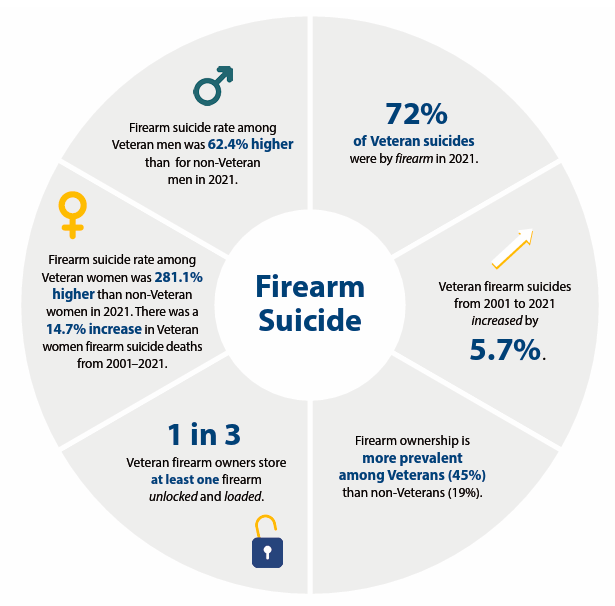 Firearm
Suicide
72%
of Veteran suicides
were by firearm in 2021.
Veteran firearm suicides
from 2001 to 2021
increased by
5.7%.
Firearm ownership is
more prevalent
among Veterans (45%)
than non-Veterans (19%).
1 in 3
Veteran firearm owners store
at least one firearm
unlocked and loaded.
Firearm suicide rate among
Veteran women was 281.1%
higher than non-Veteran
women in 2021. There was a
14.7% increase in Veteran
women firearm suicide deaths
from 2001–2021.
Firearm suicide rate among
Veteran men was 62.4% higher
than for non-Veteran
men in 2021.